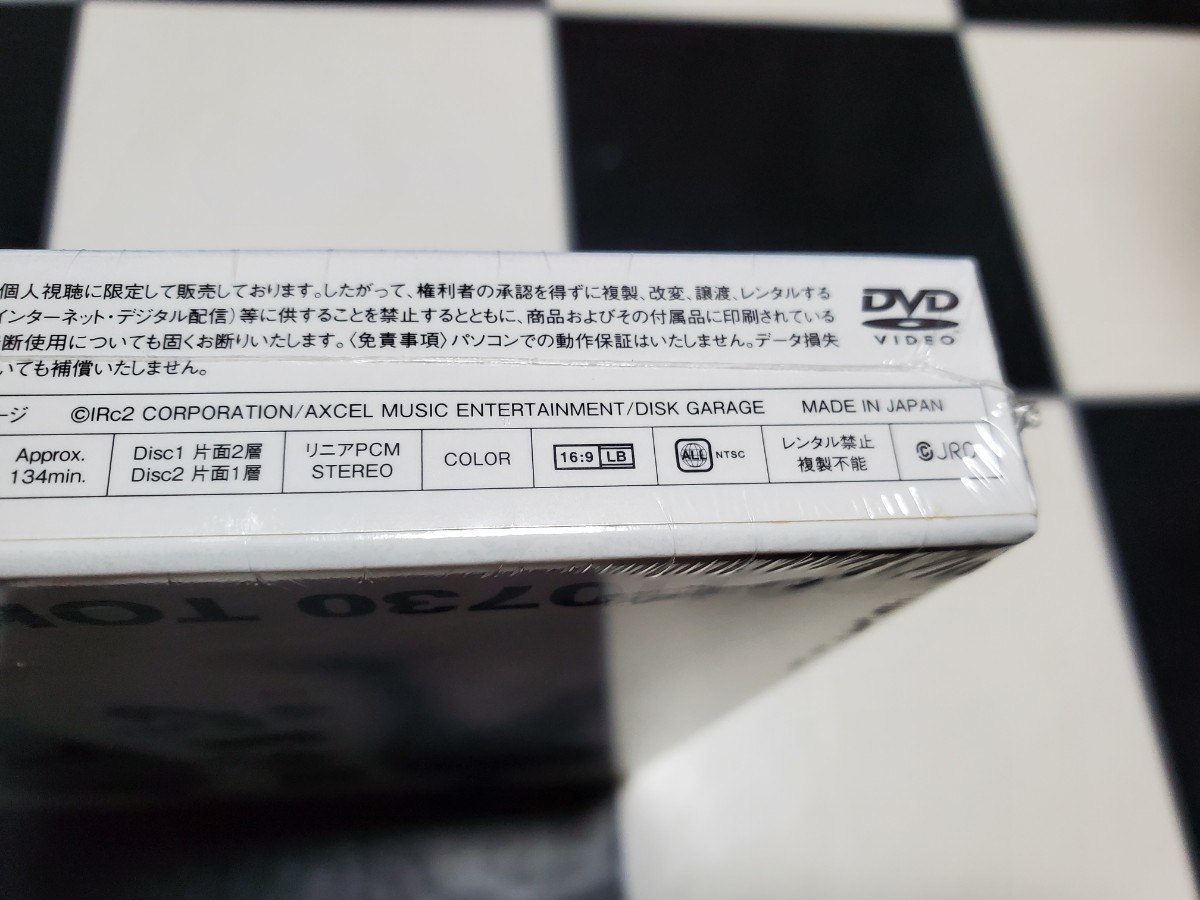 個人視聴に限定して販売しております。したがって、権利者の承認を得ずに複製、改変、譲渡、レンタルする
インターネット・デジタル配信)等に供することを禁止するとともに、商品およびその付属品に印刷されている
断使用についても固くお断りいたします。〈免責事項〉パソコンでの動作保証はいたしません。データ損失
いても補償いたしません。
DVD
VIDEO
ージ ©IRc2 CORPORATION/AXCEL MUSIC ENTERTAINMENT/DISK GARAGE MADE IN JAPAN
Approx.
134min.
Disc1 片面2層
Disc2 片面1層
リニアPCM
STEREO
COLOR
16:9 LB
ALL NTSC
レンタル禁止
複製不能
JRC
0730 TO